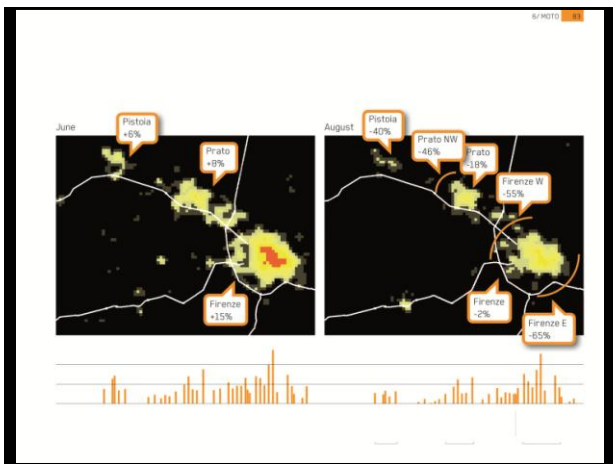 6/MOTO 93
June
Pistoia
+6%
Prato
+8%
Firenze
+15%
August
Pistoia
-40%
Prato NW
-46%
Prato
-18%
Firenze W
-55%
Firenze
-2%
Firenze E
-65%